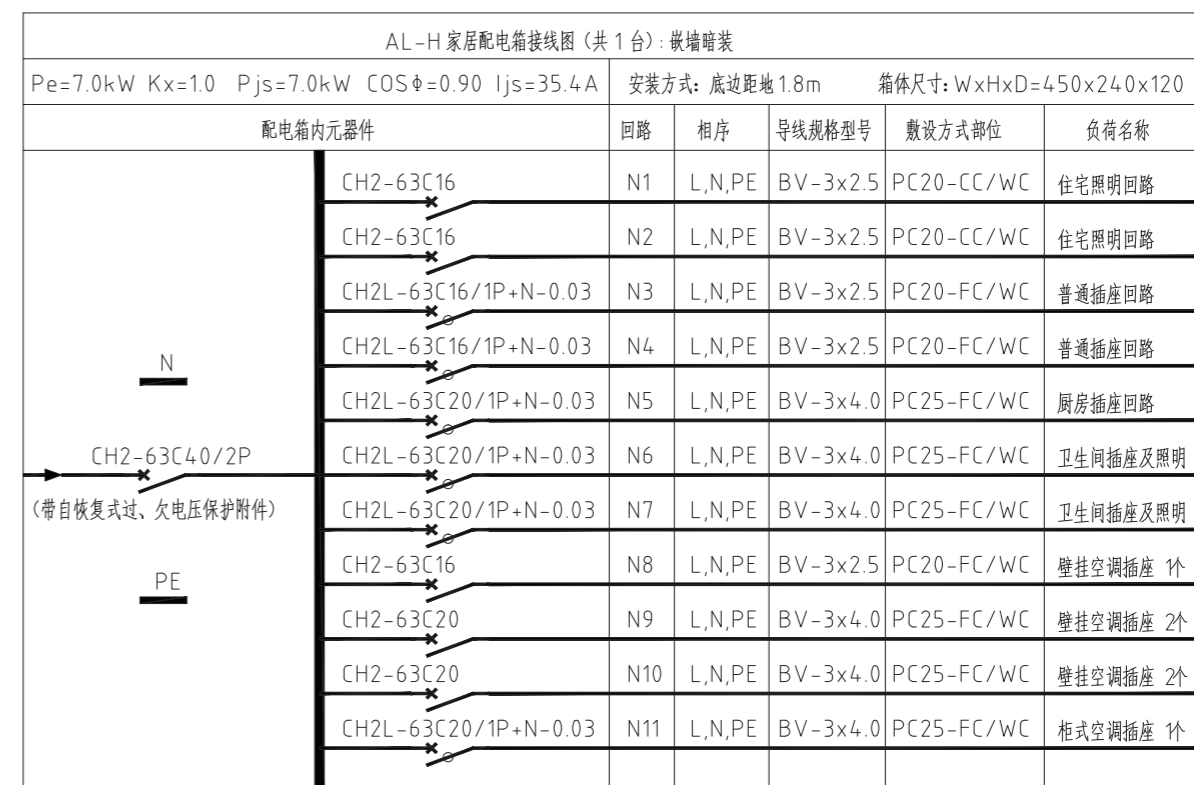 AL-H家居配电箱接线图（共1台）：嵌墙暗装
Pe=7.0kW Kx=1.0 Pjs=7.0kW COSΦ=0.90 Ijs=35.4A 安装方式：底边距地1.8m 箱体尺寸：WxHxD=450x240x120
配电箱内元器件 回路 相序 导线规格型号 敷设方式部位 负荷名称
CH2-63C16 N1 L,N,PE BV-3x2.5 PC20-CC/WC 住宅照明回路
CH2-63C16 N2 L,N,PE BV-3x2.5 PC20-CC/WC 住宅照明回路
CH2L-63C16/1P+N-0.03 N3 L,N,PE BV-3x2.5 PC20-FC/WC 普通插座回路
CH2L-63C16/1P+N-0.03 N4 L,N,PE BV-3x2.5 PC20-FC/WC 普通插座回路
N
CH2L-63C20/1P+N-0.03 N5 L,N,PE BV-3x4.0 PC25-FC/WC 厨房插座回路
CH2-63C40/2P CH2L-63C20/1P+N-0.03 N6 L,N,PE BV-3x4.0 PC25-FC/WC 卫生间插座及照明
（带自恢复式过、欠电压保护附件） CH2L-63C20/1P+N-0.03 N7 L,N,PE BV-3x4.0 PC25-FC/WC 卫生间插座及照明
CH2-63C16 N8 L,N,PE BV-3x2.5 PC20-FC/WC 壁挂空调插座 1个
PE
CH2-63C20 N9 L,N,PE BV-3x4.0 PC25-FC/WC 壁挂空调插座 2个
CH2-63C20 N10 L,N,PE BV-3x4.0 PC25-FC/WC 壁挂空调插座 2个
CH2L-63C20/1P+N-0.03 N11 L,N,PE BV-3x4.0 PC25-FC/WC 柜式空调插座 1个